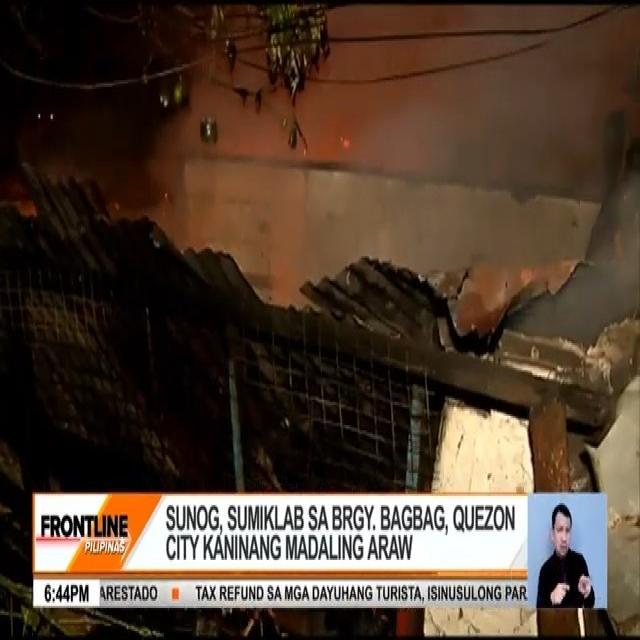 FRONTLINE
PILIPINAS
SUNOG, SUMIKLAB SA BRGY. BAGBAG, QUEZON
CITY KANINANG MADALING ARAW
6:44PM ARESTADO TAX REFUND SA MGA DAYUHANG TURISTA, ISINUSULONG PAR